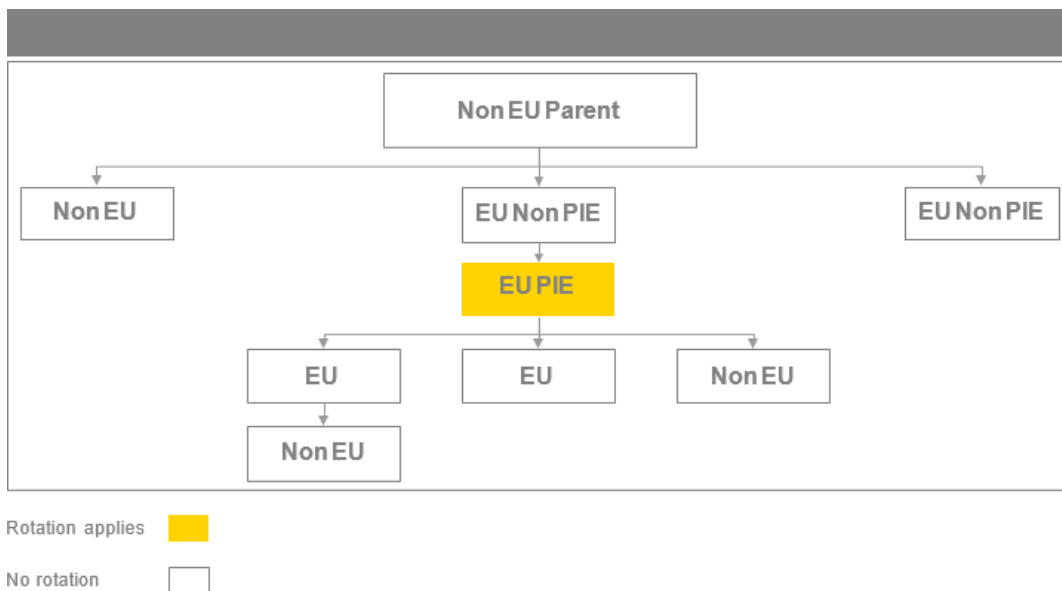 Non EU Parent
Non EU
EU Non PIE
EU Non PIE
EU PIE
EU
EU
Non EU
Non EU
Rotation applies
No rotation